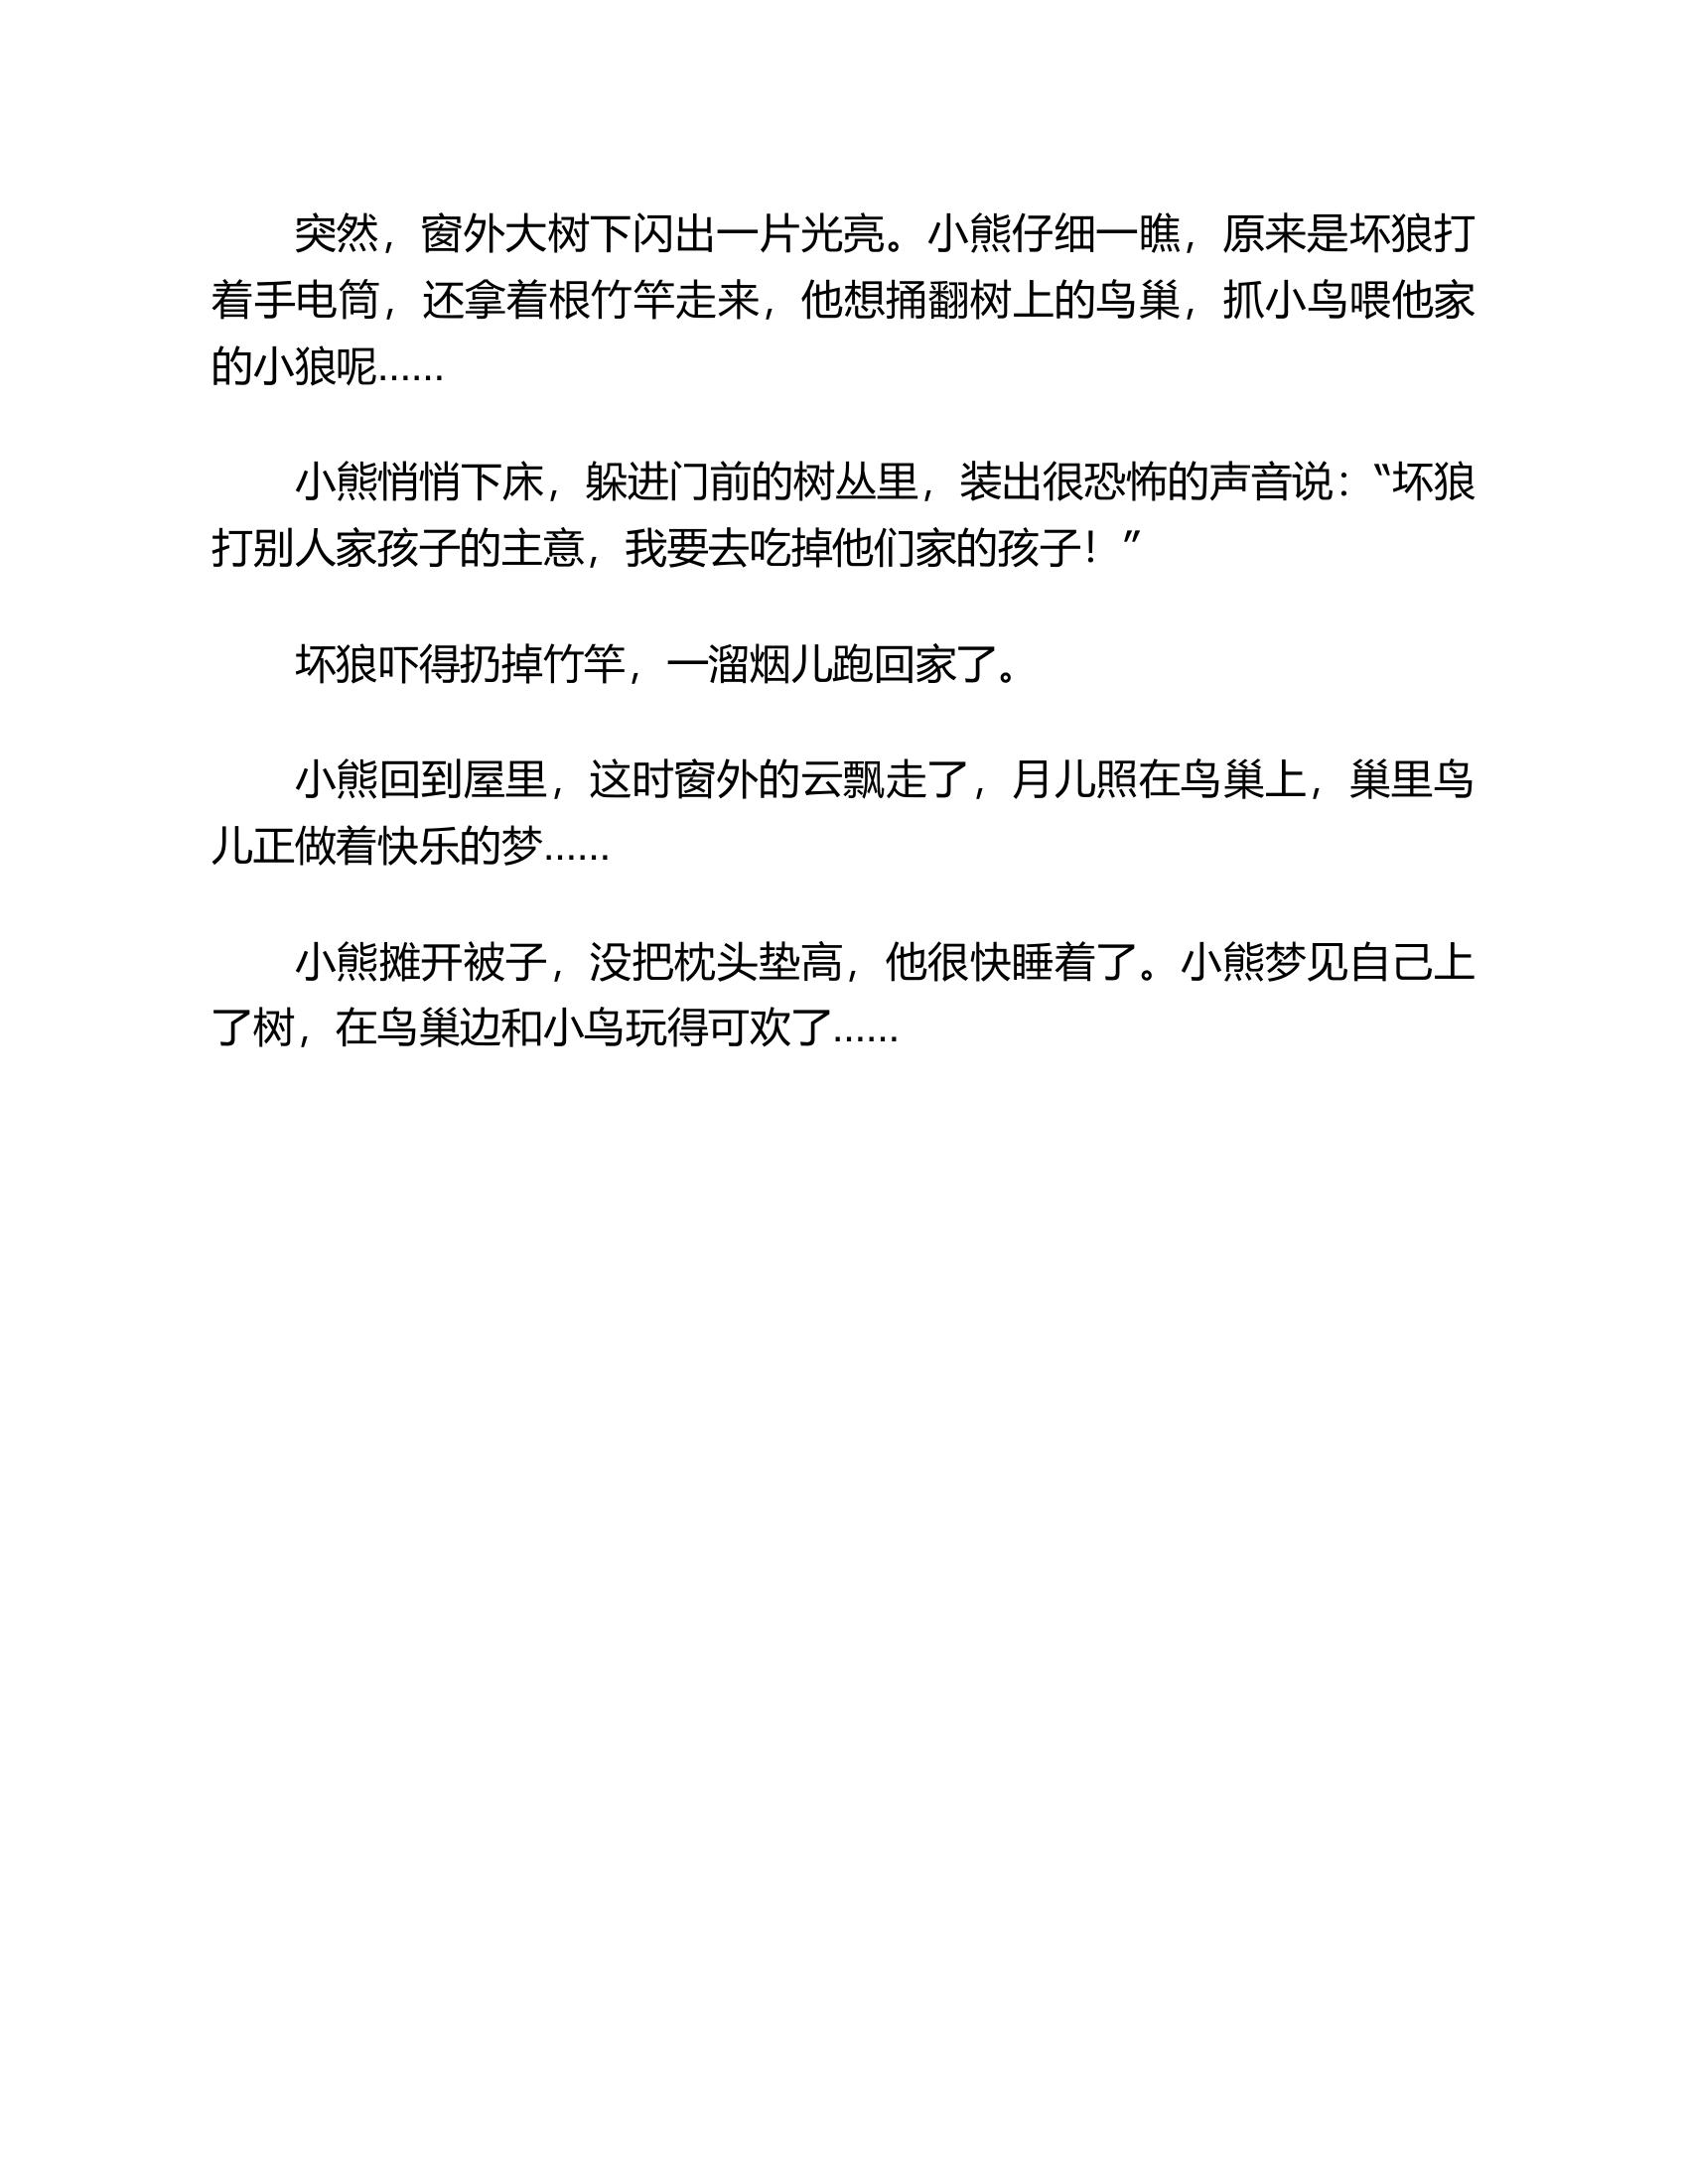 突然，窗外大树下闪出一片光亮。小熊仔细一瞧，原来是坏狼打
着手电筒，还拿着根竹竿走来，他想捅翻树上的鸟巢，抓小鸟喂他家
的小狼呢……
小熊悄悄下床，躲进门前的树丛里，装出很恐怖的声音说：“坏狼
打别人家孩子的主意，我要去吃掉他们家的孩子！”
坏狼吓得扔掉竹竿，一溜烟儿跑回家了。
小熊回到屋里，这时窗外的云飘走了，月儿照在鸟巢上，巢里鸟
儿正做着快乐的梦……
小熊摊开被子，没把枕头垫高，他很快睡着了。小熊梦见自己上
了树，在鸟巢边和小鸟玩得可欢了……